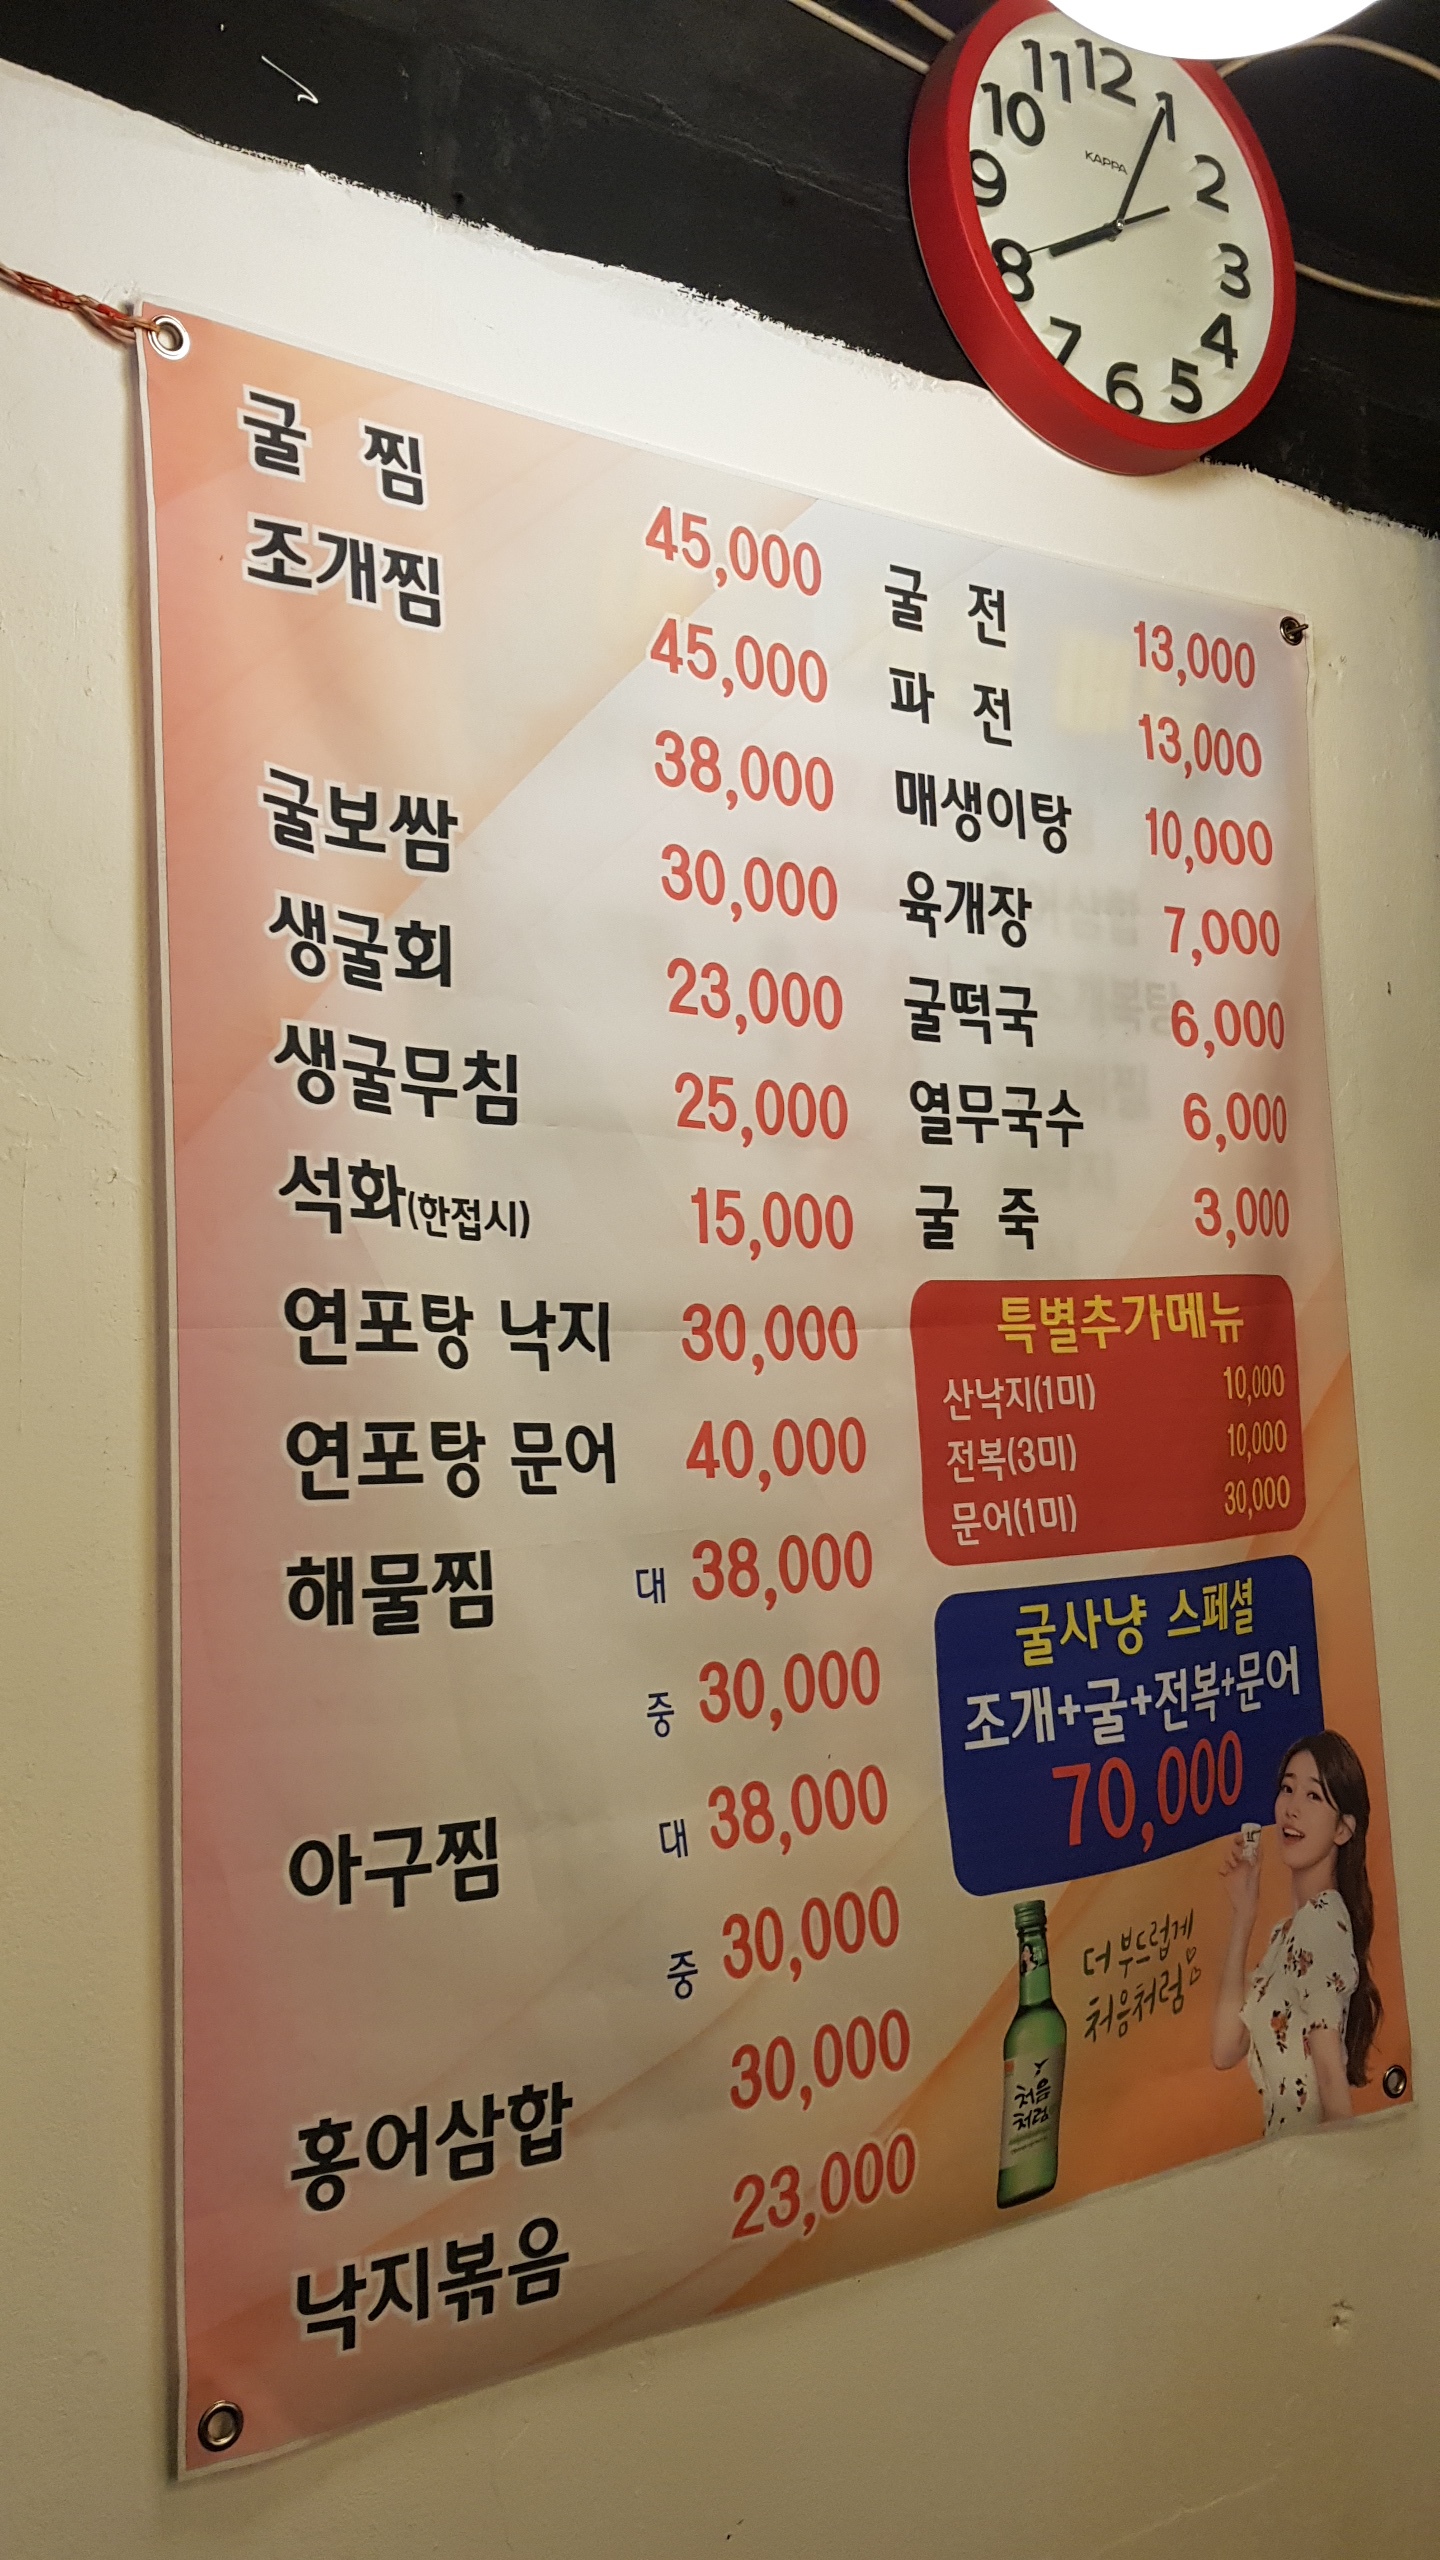 11 12 1
10 2
KAPPA
9 3
8 4
7 6 5
굴 찜 45,000
조개찜 45,000
38,000
굴보쌈 30,000
생굴회 23,000
생굴무침 25,000
석화(한접시) 15,000
연포탕 낙지 30,000
연포탕 문어 40,000
해물찜 대 38,000
중 30,000
아구찜 대 38,000
중 30,000
홍어삼합 30,000
낙지볶음 23,000
굴 전 13,000
파 전 13,000
매생이탕 10,000
육개장 7,000
굴떡국 6,000
열무국수 6,000
굴 죽 3,000
특별추가메뉴
산낙지(1미) 10,000
전복(3미) 10,000
문어(1미) 30,000
굴사냥 스페셜
조개+굴+전복+문어
70,000
더 부드럽게
처음처럼
처음
처럼